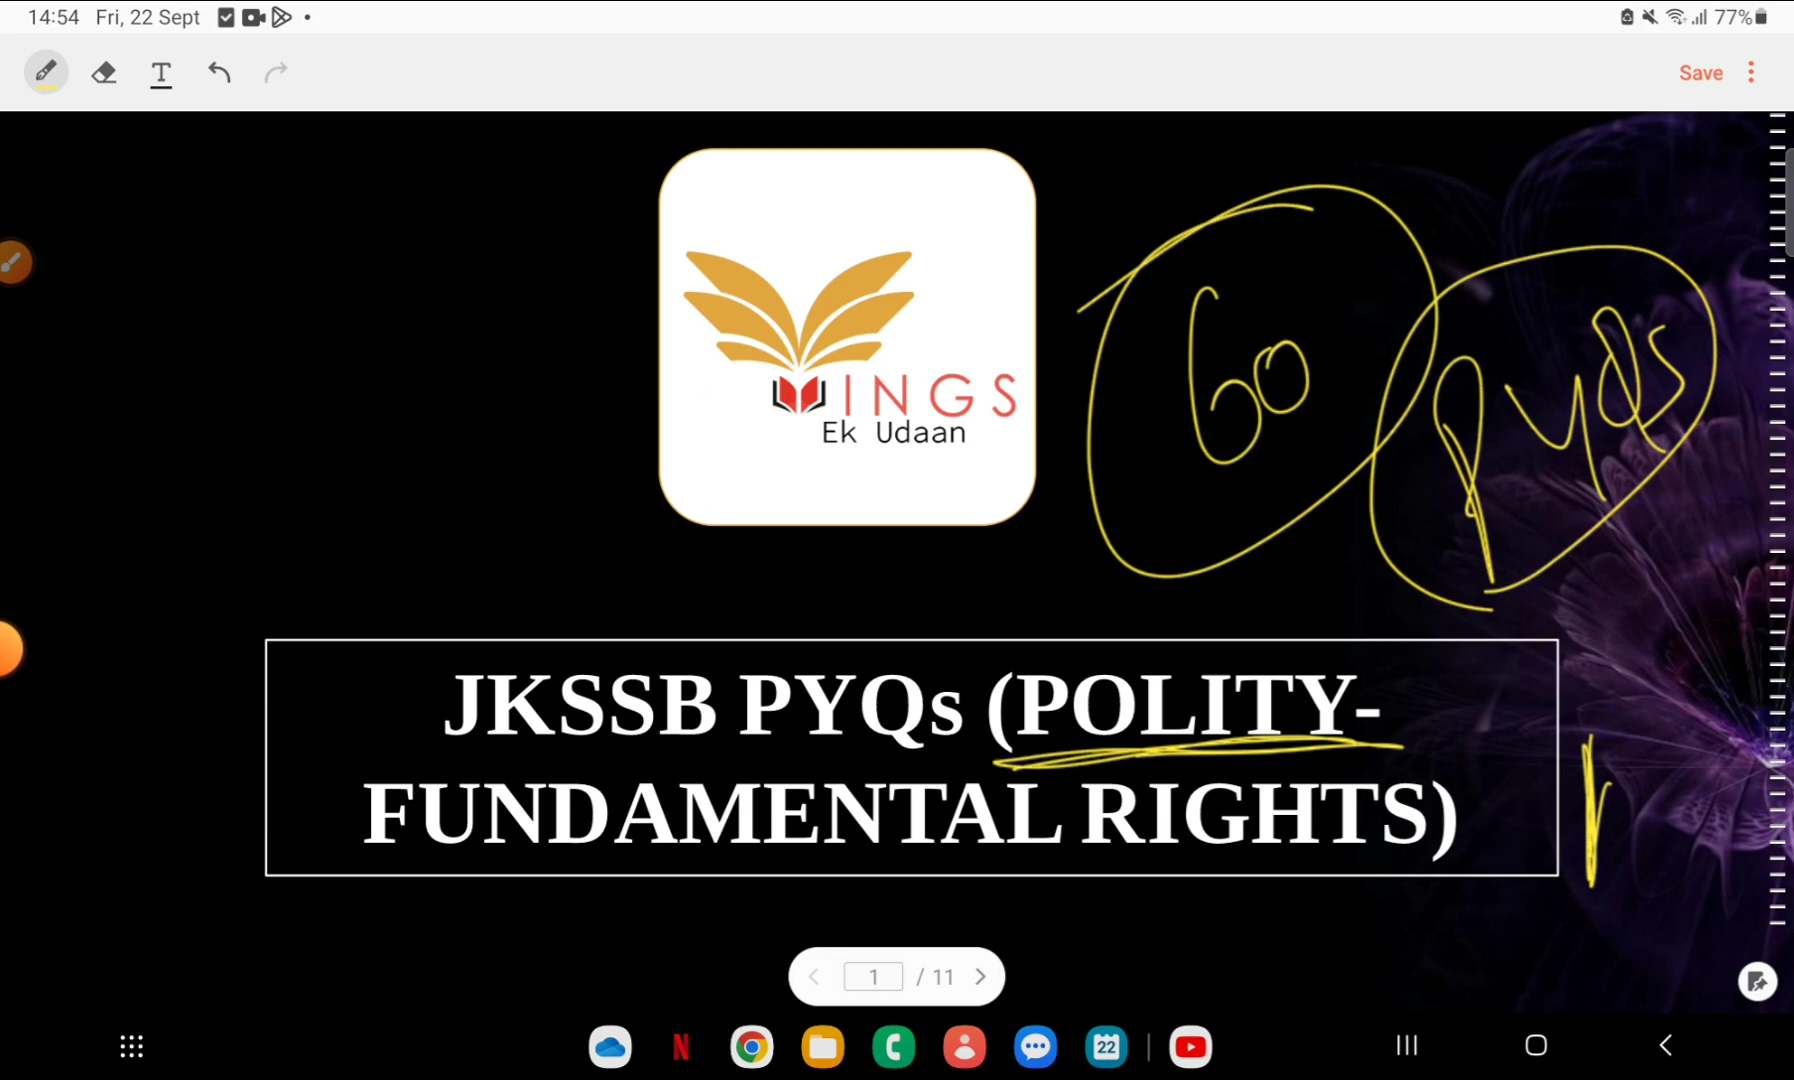 14:54 Fri, 22 Sept
77%
T
Save
60
PYQs
INGS
Ek Udaan
JKSSB PYQs (POLITY-
FUNDAMENTAL RIGHTS)
1 / 11
N
22